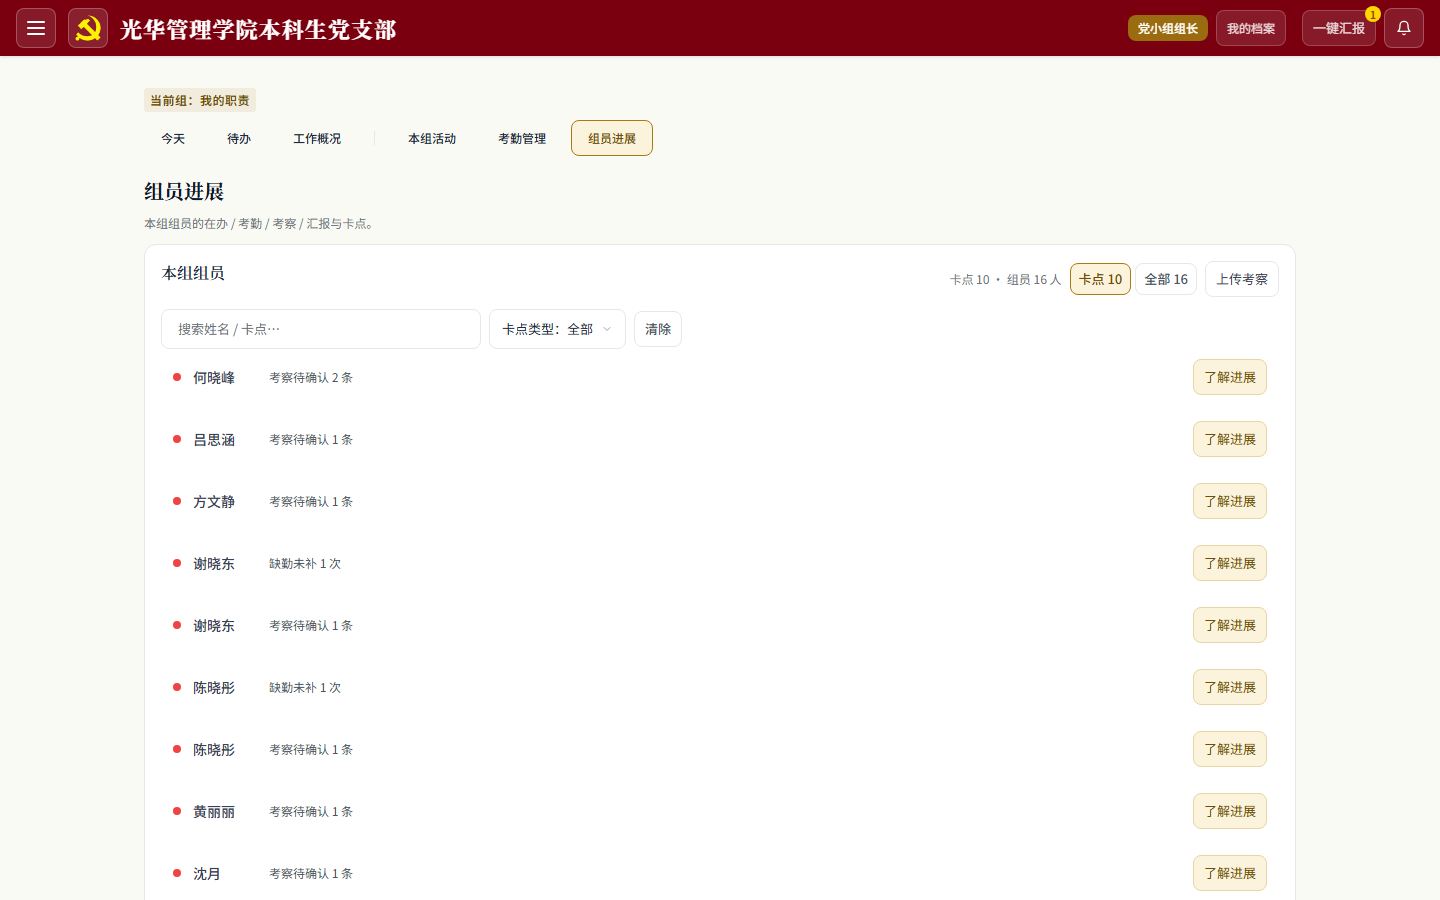 光华管理学院本科生党支部
党小组组长
我的档案
一键汇报
1
当前组：我的职责
今天
待办
工作概况
本组活动
考勤管理
组员进展
组员进展
本组组员的在办 / 考勤 / 考察 / 汇报与卡点。
本组组员
卡点 10 · 组员 16 人
卡点 10
全部 16
上传考察
搜索姓名 / 卡点…
卡点类型：全部
清除
何晓峰 考察待确认 2 条 了解进展
吕思涵 考察待确认 1 条 了解进展
方文静 考察待确认 1 条 了解进展
谢晓东 缺勤未补 1 次 了解进展
谢晓东 考察待确认 1 条 了解进展
陈晓彤 缺勤未补 1 次 了解进展
陈晓彤 考察待确认 1 条 了解进展
黄丽丽 考察待确认 1 条 了解进展
沈月 考察待确认 1 条 了解进展